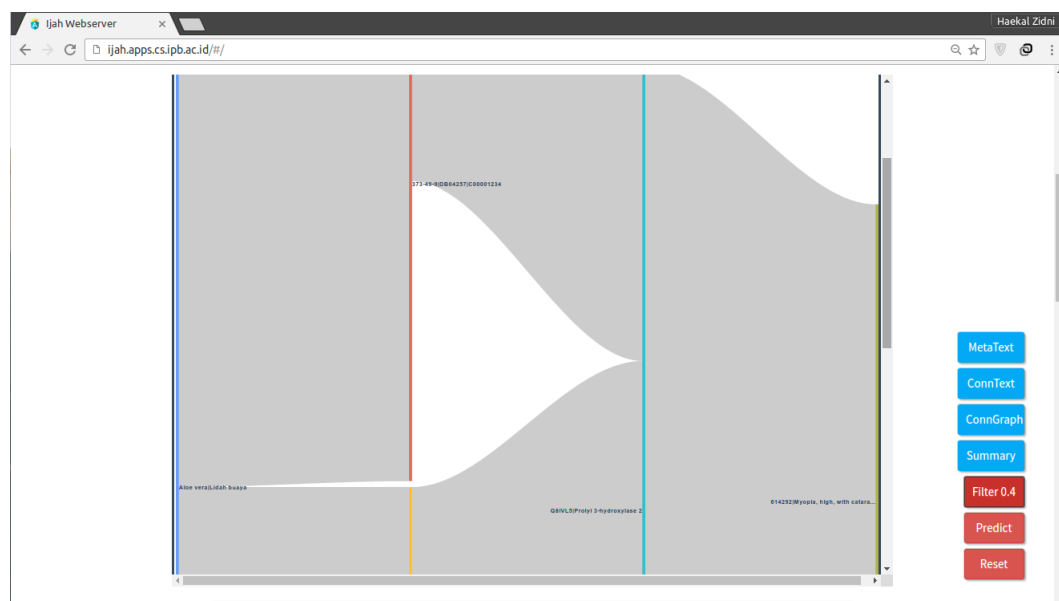 Ijah Webserver
Haekal Zidni
ijah.apps.cs.ipb.ac.id/#/
373-49-9|DB04257|C00001234
MetaText
ConnText
ConnGraph
Summary
Aloe vera|Lidah buaya
Filter 0.4
614292|Myopia, high, with catara...
Q8IVL5|Prolyl 3-hydroxylase 2
Predict
Reset